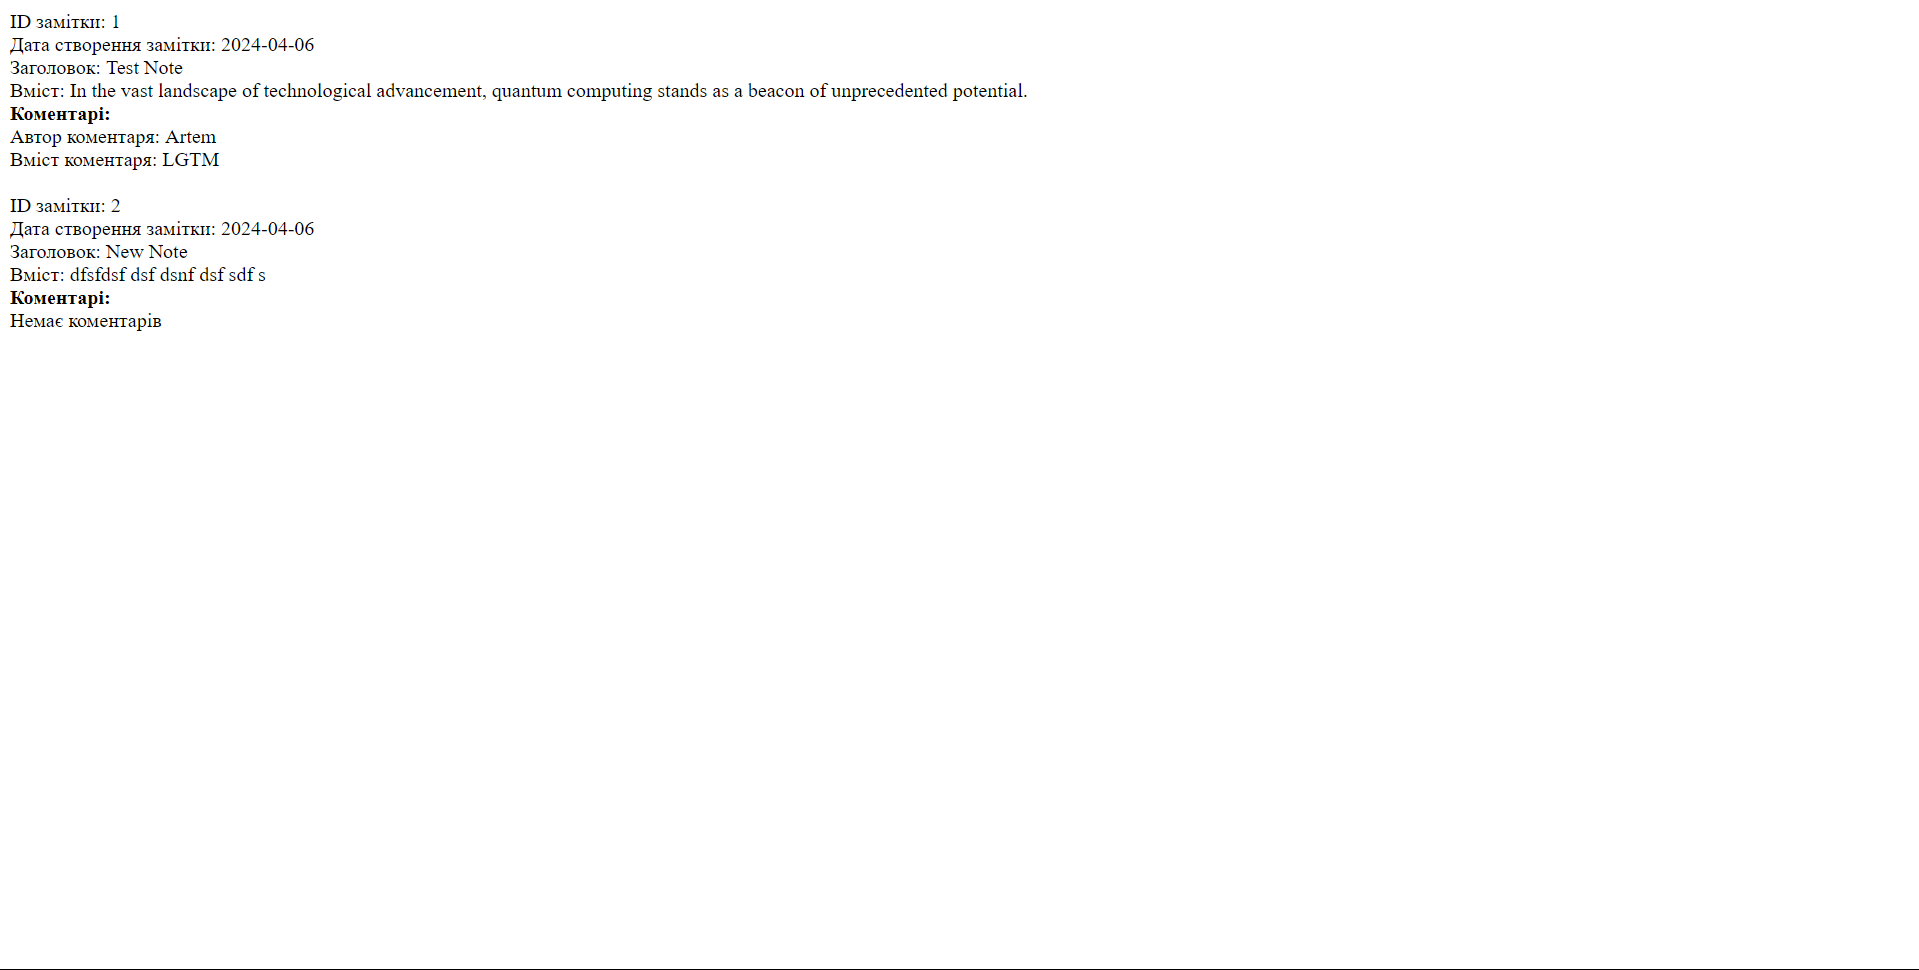 ID замітки: 1
Дата створення замітки: 2024-04-06
Заголовок: Test Note
Вміст: In the vast landscape of technological advancement, quantum computing stands as a beacon of unprecedented potential.
Коментарі:
Автор коментаря: Artem
Вміст коментаря: LGTM
ID замітки: 2
Дата створення замітки: 2024-04-06
Заголовок: New Note
Вміст: dfsfdsf dsf dsnf dsf sdf s
Коментарі:
Немає коментарів